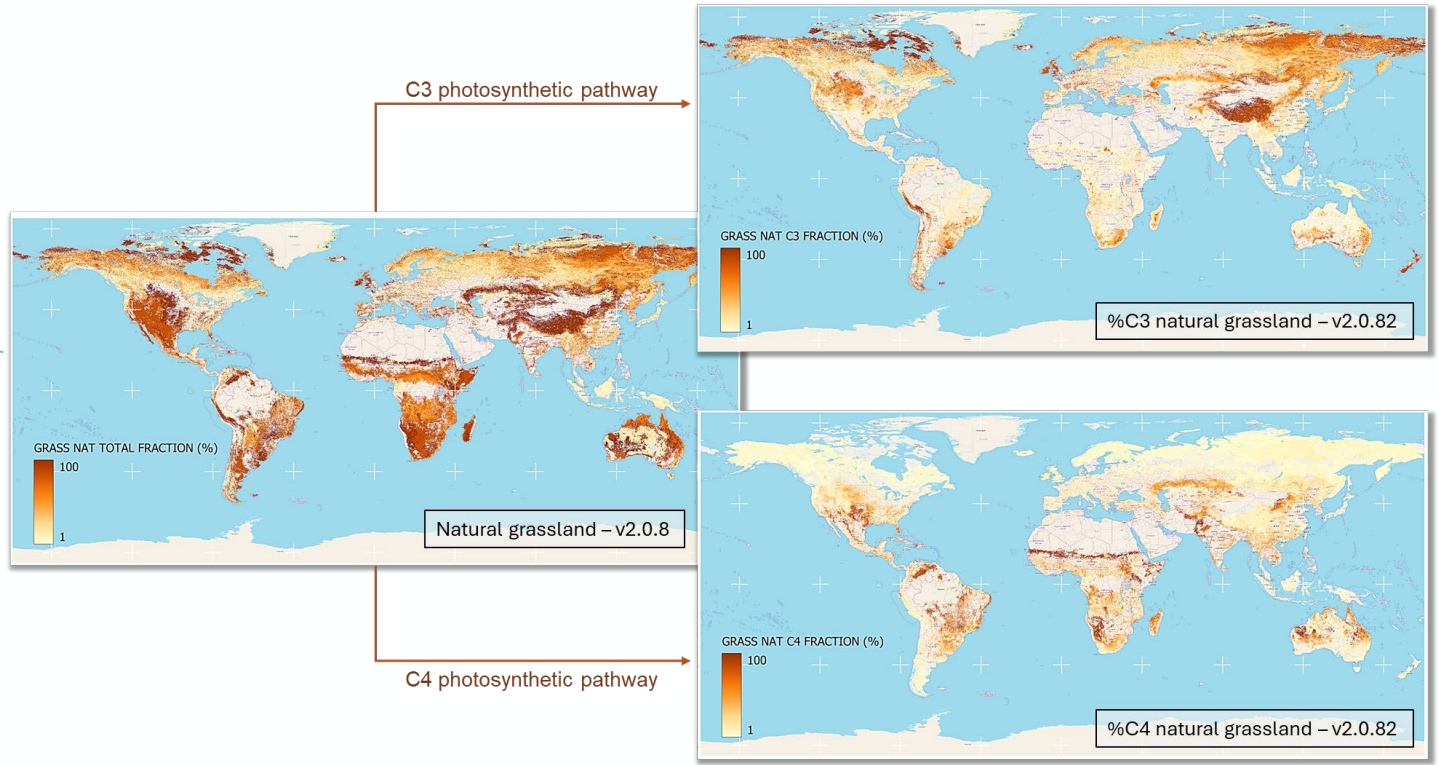 C3 photosynthetic pathway
GRASS NAT C3 FRACTION (%)
100
1
%C3 natural grassland – v2.0.82
GRASS NAT TOTAL FRACTION (%)
100
1
Natural grassland – v2.0.8
C4 photosynthetic pathway
GRASS NAT C4 FRACTION (%)
100
1
%C4 natural grassland – v2.0.82